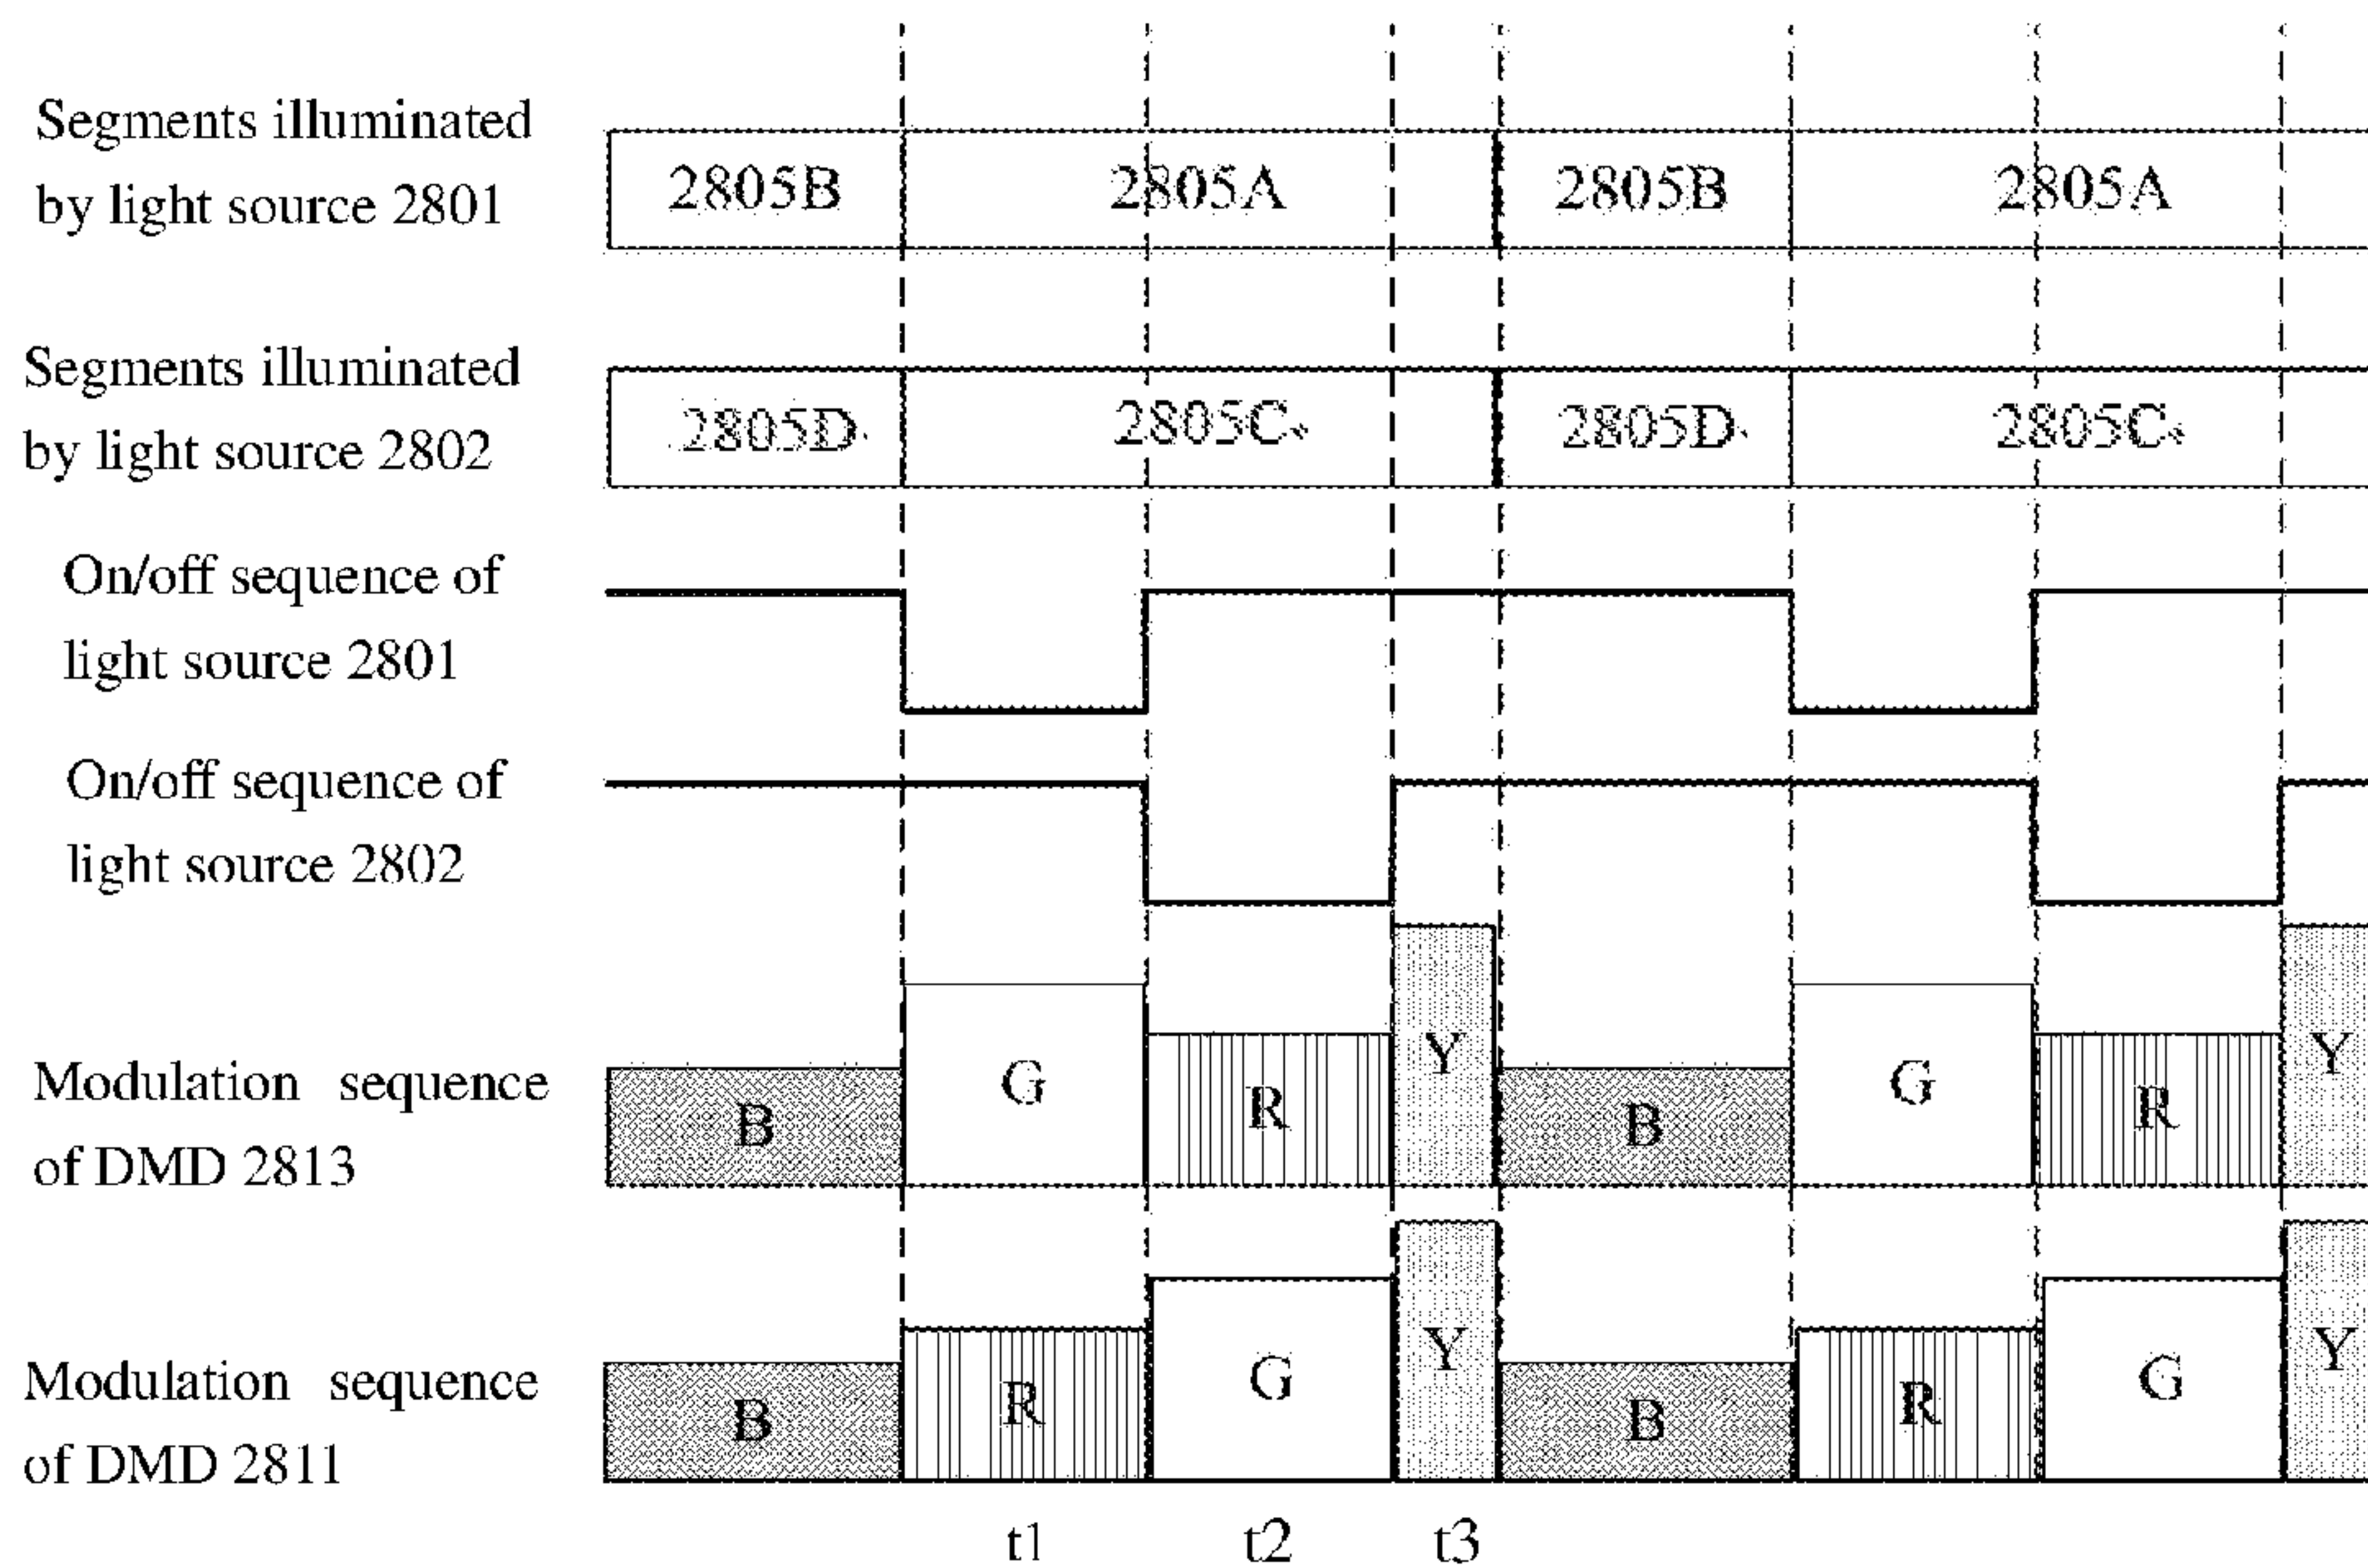 Segments illuminated
by light source 2801
2805B 2805A 2805B 2805A
Segments illuminated
by light source 2802
2805D 2805C 2805D 2805C
On/off sequence of
light source 2801
On/off sequence of
light source 2802
Modulation sequence
of DMD 2813
B G R Y B G R Y
Modulation sequence
of DMD 2811
B R G Y B R G Y
t1 t2 t3